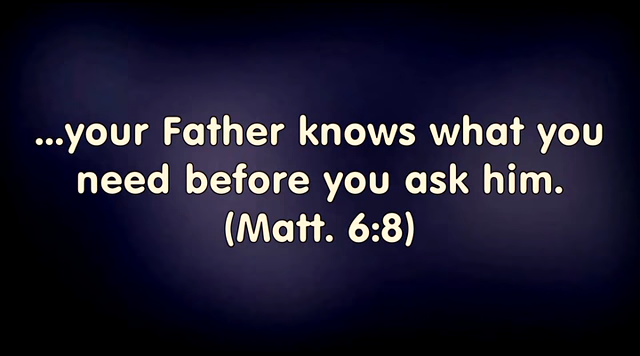 ...your Father knows what you
need before you ask him.
(Matt. 6:8)